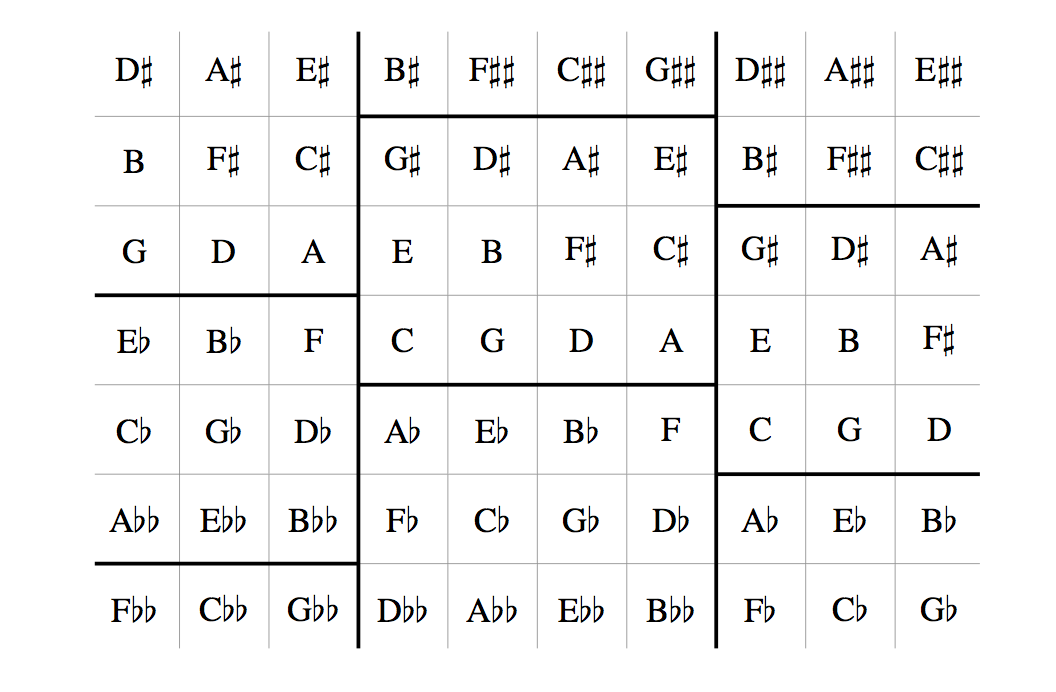 D♯ A♯ E♯ B♯ F♯♯ C♯♯ G♯♯ D♯♯ A♯♯ E♯♯
B F♯ C♯ G♯ D♯ A♯ E♯ B♯ F♯♯ C♯♯
G D A E B F♯ C♯ G♯ D♯ A♯
E♭ B♭ F C G D A E B F♯
C♭ G♭ D♭ A♭ E♭ B♭ F C G D
A♭♭ E♭♭ B♭♭ F♭ C♭ G♭ D♭ A♭ E♭ B♭
F♭♭ C♭♭ G♭♭ D♭♭ A♭♭ E♭♭ B♭♭ F♭ C♭ G♭